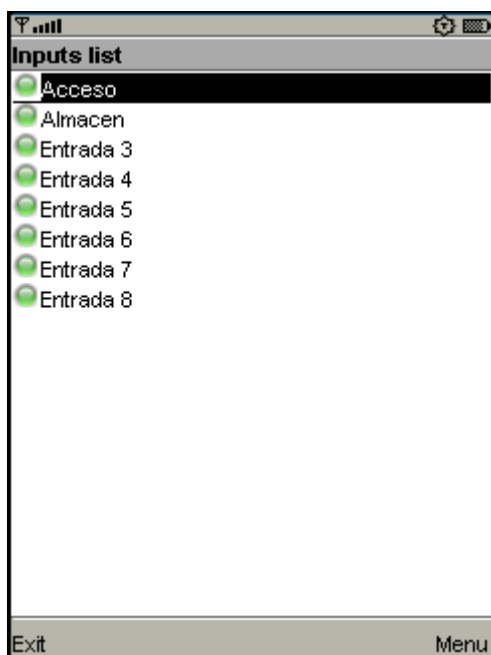 Inputs list
Acceso
Almacen
Entrada 3
Entrada 4
Entrada 5
Entrada 6
Entrada 7
Entrada 8
Exit Menu